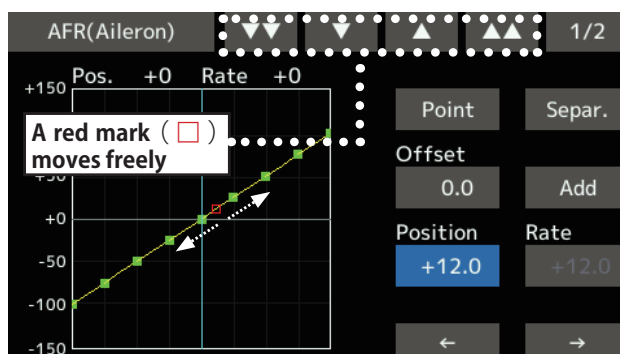 AFR(Aileron) ▼▼ ▼ ▲ ▲▲ 1/2
Pos. +0 Rate +0
+150
A red mark（□）
moves freely
+50
+0
-50
-100
-150
Point Separ.
Offset
0.0 Add
Position Rate
+12.0 +12.0
← →